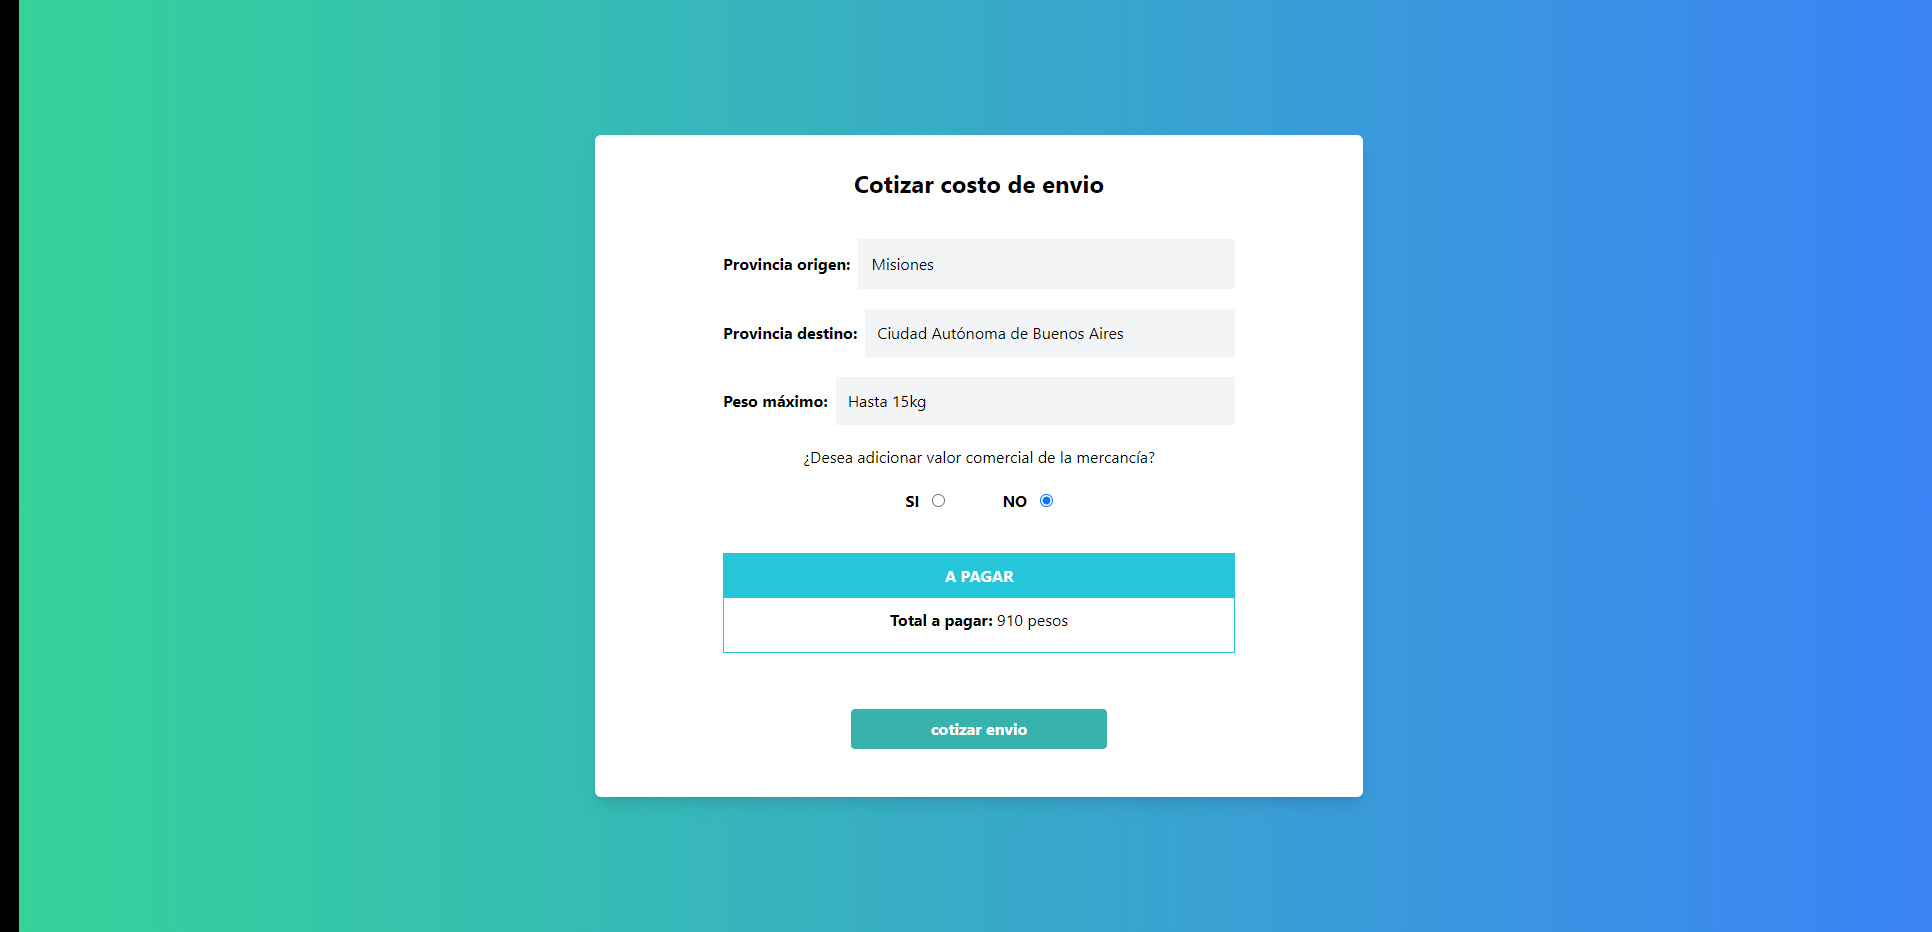 Cotizar costo de envio
Provincia origen: Misiones
Provincia destino: Ciudad Autónoma de Buenos Aires
Peso máximo: Hasta 15kg
¿Desea adicionar valor comercial de la mercancía?
SI NO
A PAGAR
Total a pagar: 910 pesos
cotizar envio